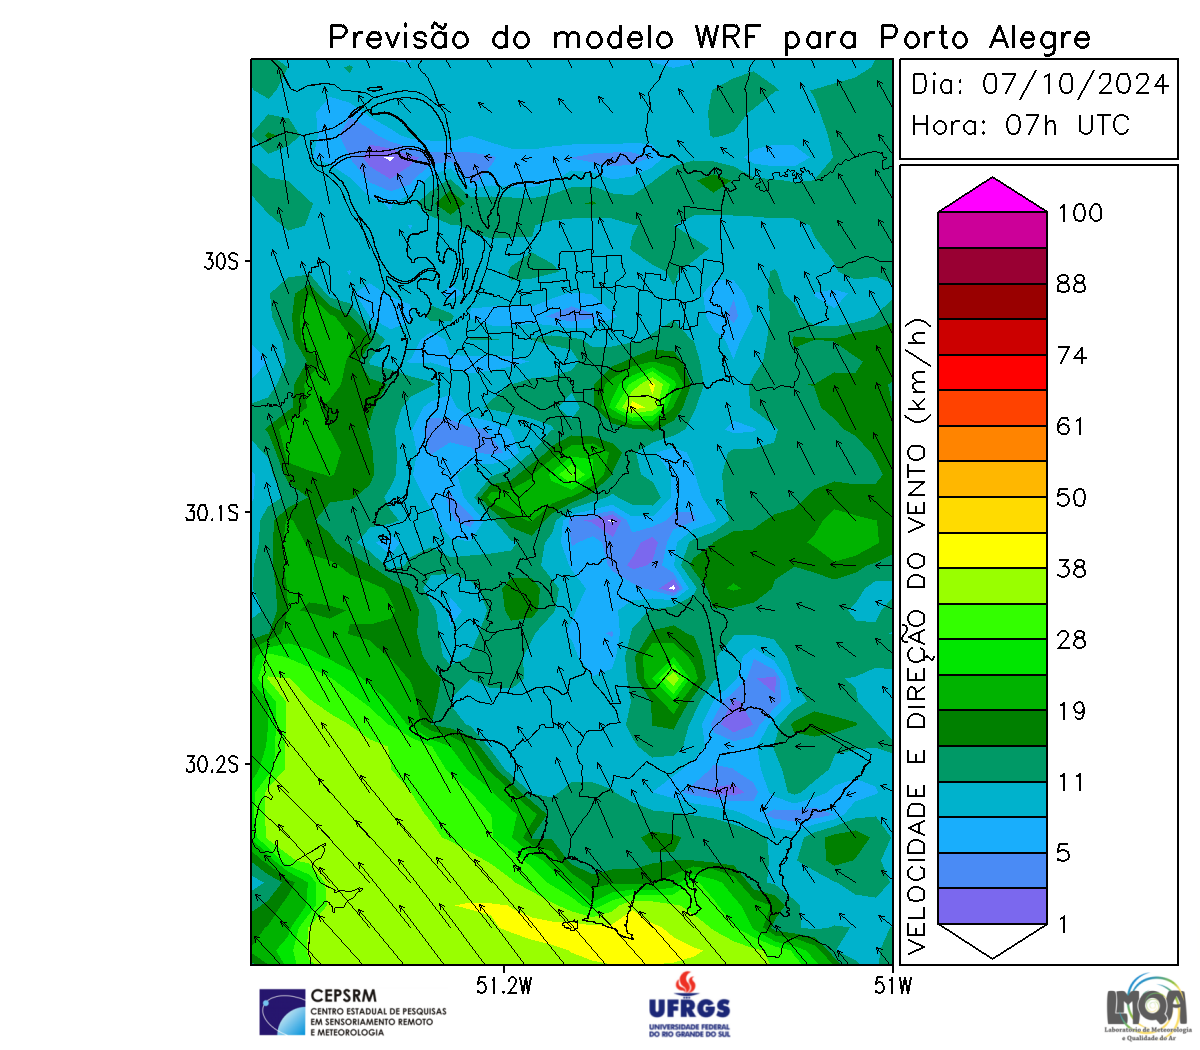 Previsão do modelo WRF para Porto Alegre
Dia: 07/10/2024
Hora: 07h UTC
30S
30.1S
30.2S
51.2W
51W
VELOCIDADE E DIREÇÃO DO VENTO (km/h)
100
88
74
61
50
38
28
19
11
5
1
CEPSRM
CENTRO ESTADUAL DE PESQUISAS
EM SENSORIAMENTO REMOTO
E METEOROLOGIA
UFRGS
UNIVERSIDADE FEDERAL
DO RIO GRANDE DO SUL
LMQA
Laboratório de Meteorologia
e Qualidade do Ar